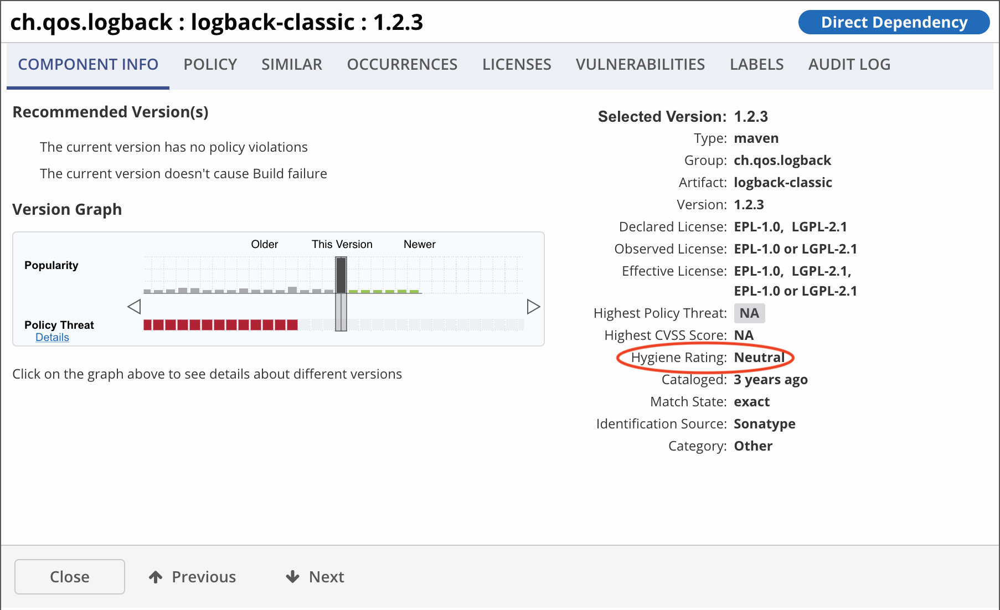 ch.qos.logback : logback-classic : 1.2.3
Direct Dependency
COMPONENT INFO POLICY SIMILAR OCCURRENCES LICENSES VULNERABILITIES LABELS AUDIT LOG
Recommended Version(s)
The current version has no policy violations
The current version doesn't cause Build failure
Version Graph
Older This Version Newer
Popularity
Policy Threat
Details
Click on the graph above to see details about different versions
Selected Version: 1.2.3
Type: maven
Group: ch.qos.logback
Artifact: logback-classic
Version: 1.2.3
Declared License: EPL-1.0, LGPL-2.1
Observed License: EPL-1.0 or LGPL-2.1
Effective License: EPL-1.0, LGPL-2.1,
EPL-1.0 or LGPL-2.1
Highest Policy Threat: NA
Highest CVSS Score: NA
Hygiene Rating: Neutral
Cataloged: 3 years ago
Match State: exact
Identification Source: Sonatype
Category: Other
Close Previous Next